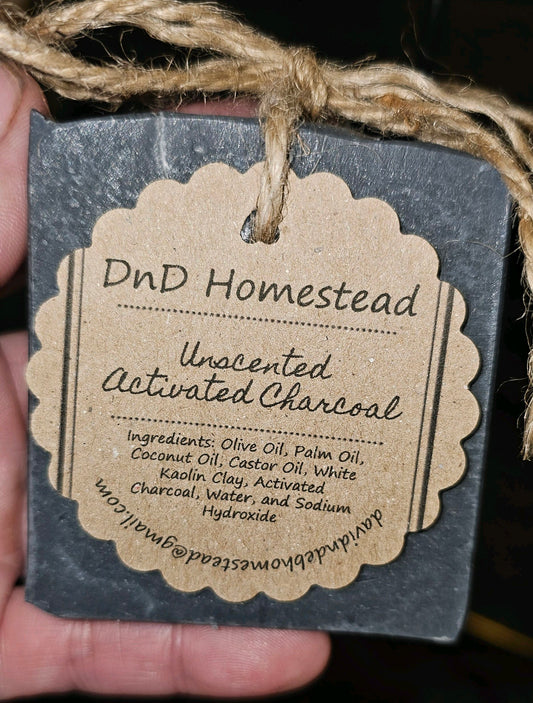 DnD Homestead
Unscented
Activated Charcoal
Ingredients: Olive Oil, Palm Oil,
Coconut Oil, Castor Oil, White
Kaolin Clay, Activated
Charcoal, Water, and Sodium
Hydroxide
davidndebhomestead@gmail.com